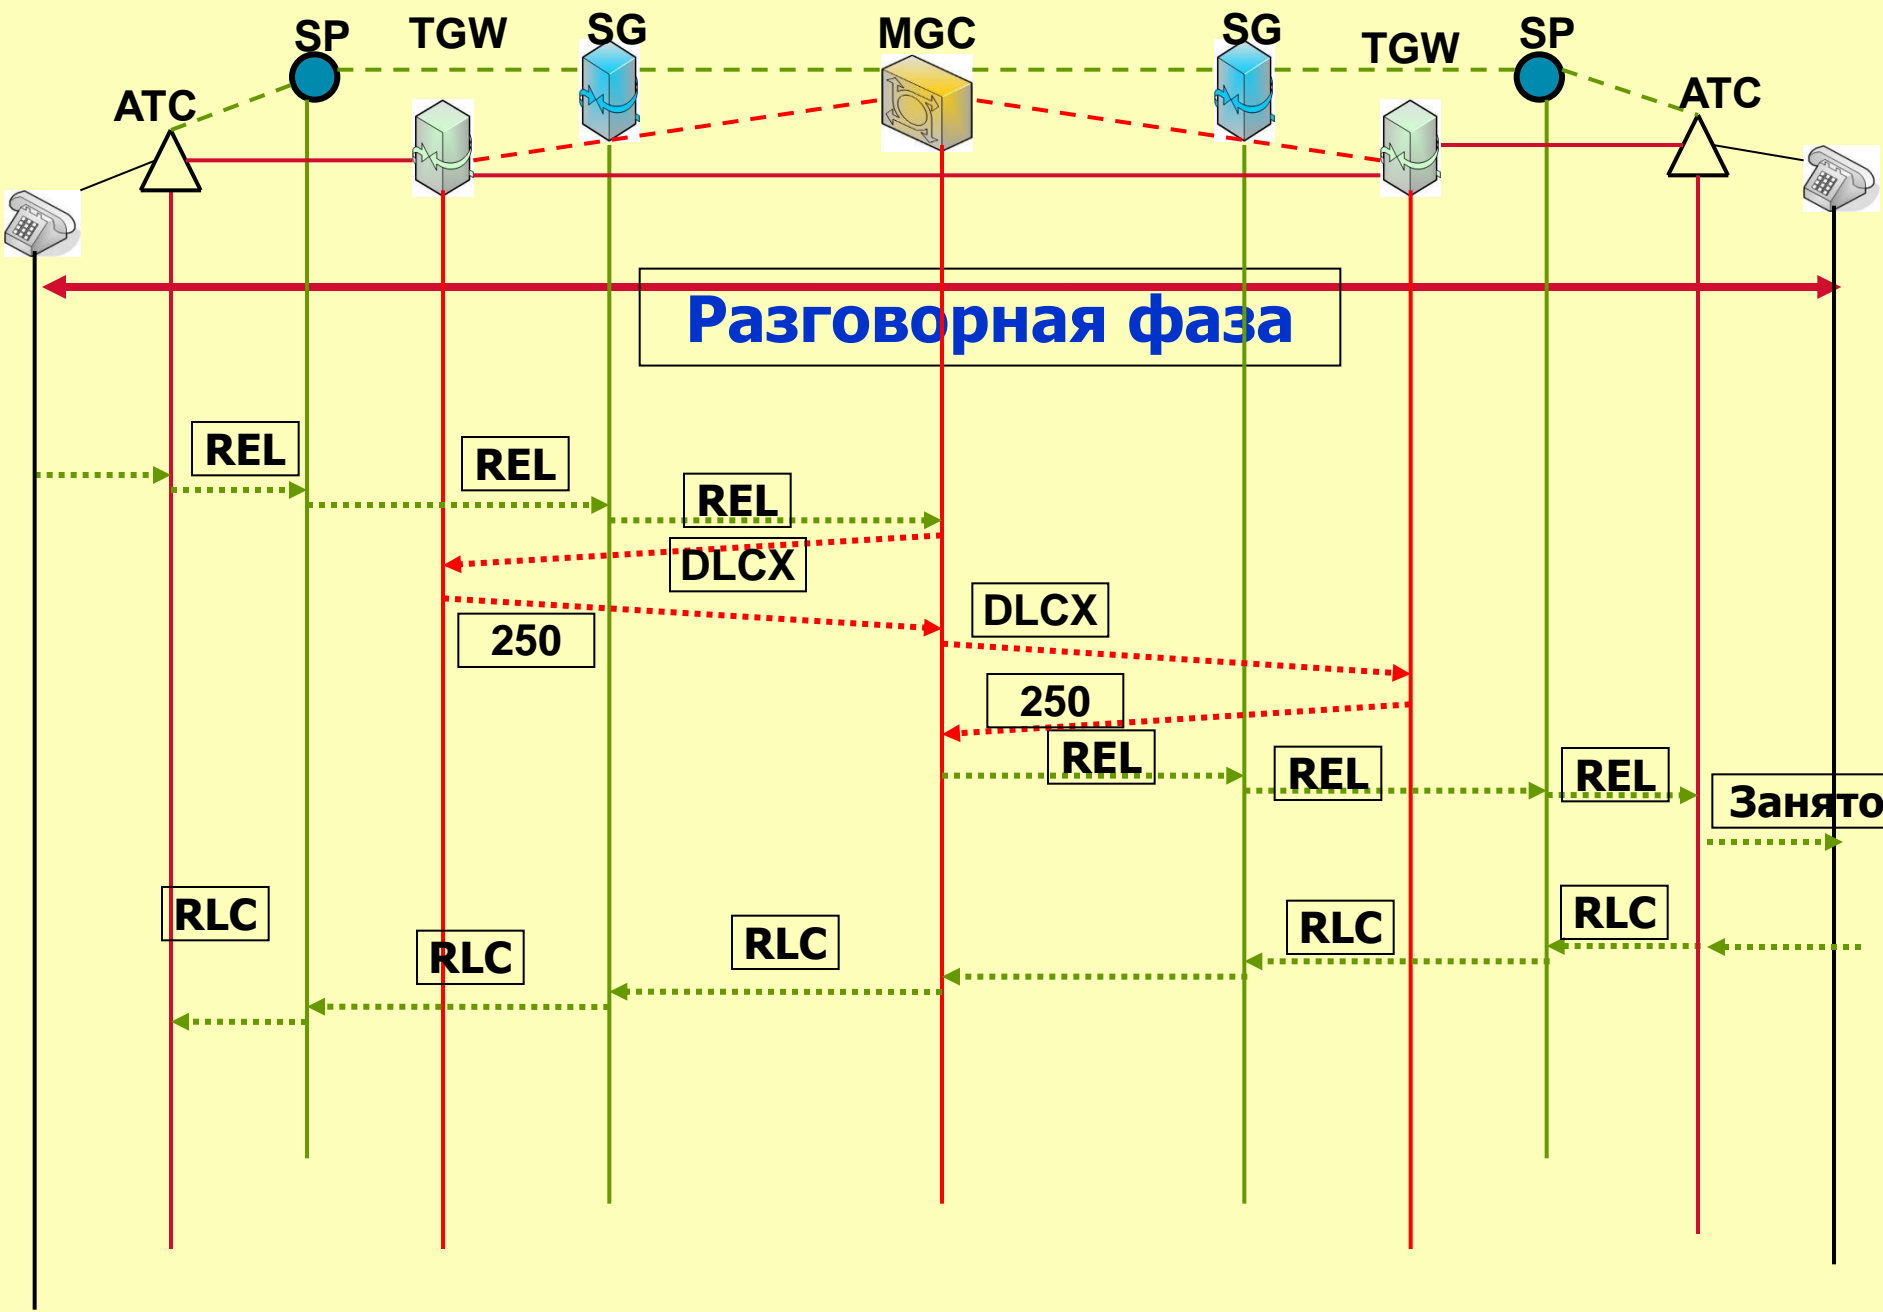 SP
TGW
SG
MGC
SG
TGW
SP
АТС
АТС
Разговорная фаза
REL
REL
REL
DLCX
250
DLCX
250
REL
REL
REL
Занято
RLC
RLC
RLC
RLC
RLC